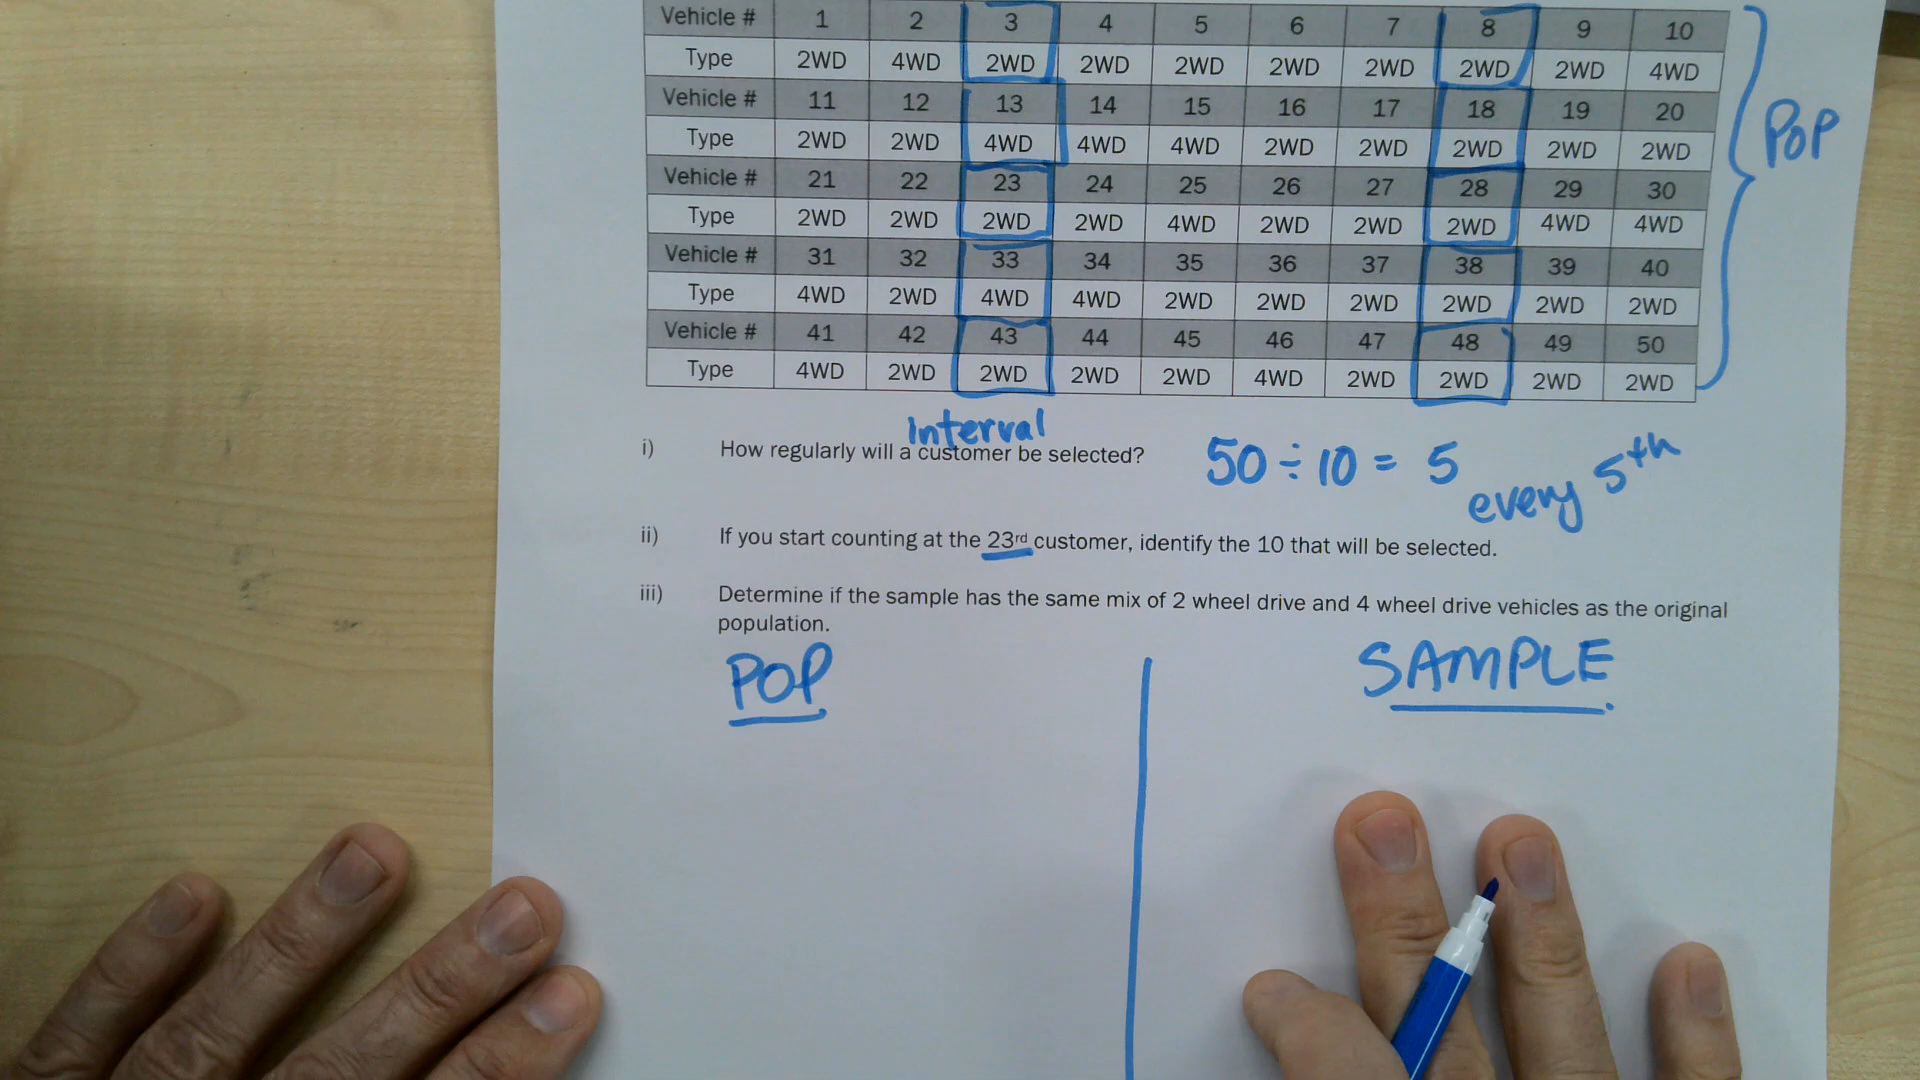 Vehicle # 1 2 3 4 5 6 7 8 9 10
Type 2WD 4WD 2WD 2WD 2WD 2WD 2WD 2WD 2WD 4WD
Vehicle # 11 12 13 14 15 16 17 18 19 20
Type 2WD 2WD 4WD 4WD 4WD 2WD 2WD 2WD 2WD 2WD
Vehicle # 21 22 23 24 25 26 27 28 29 30
Type 2WD 2WD 2WD 2WD 4WD 2WD 2WD 2WD 4WD 4WD
Vehicle # 31 32 33 34 35 36 37 38 39 40
Type 4WD 2WD 4WD 4WD 2WD 2WD 2WD 2WD 2WD 2WD
Vehicle # 41 42 43 44 45 46 47 48 49 50
Type 4WD 2WD 2WD 2WD 2WD 4WD 2WD 2WD 2WD 2WD
POP
Interval
i) How regularly will a customer be selected?
50 ÷ 10 = 5
every 5th
ii) If you start counting at the 23rd customer, identify the 10 that will be selected.
iii) Determine if the sample has the same mix of 2 wheel drive and 4 wheel drive vehicles as the original
population.
POP
SAMPLE